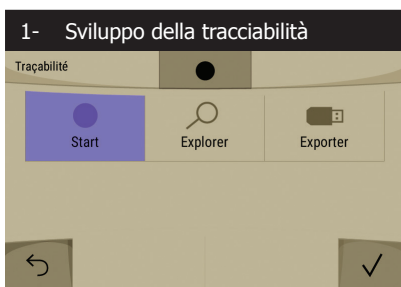 1- Sviluppo della tracciabilità
Traçabilité
Start Explorer Exporter